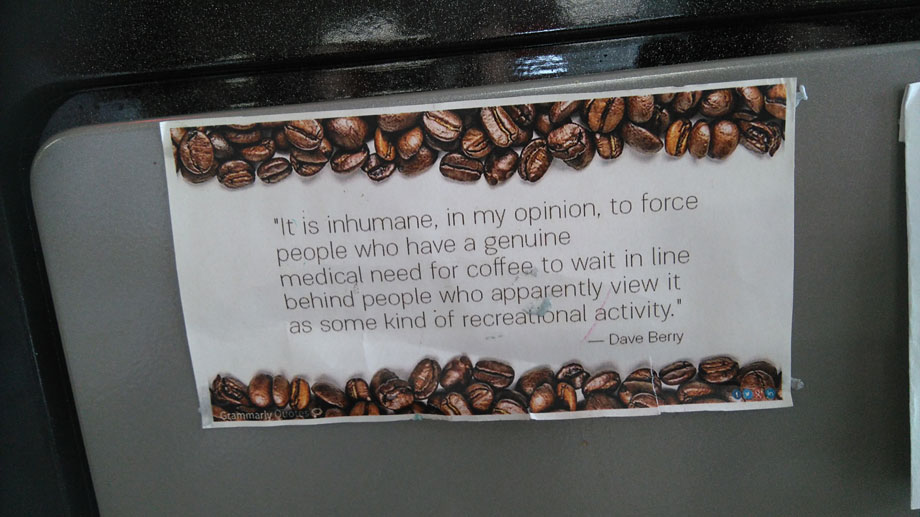 "It is inhumane, in my opinion, to force
people who have a genuine
medical need for coffee to wait in line
behind people who apparently view it
as some kind of recreational activity."
— Dave Berry
Grammarly Quotes